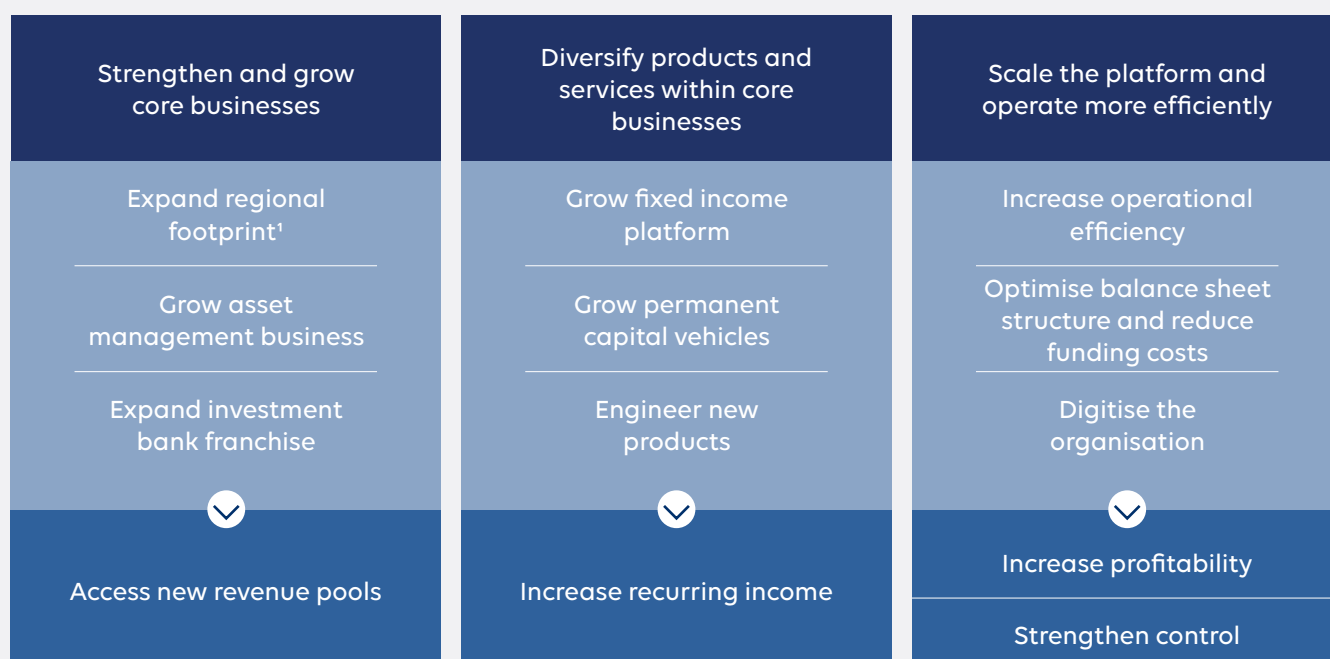 Strengthen and grow
core businesses
Expand regional
footprint¹
Grow asset
management business
Expand investment
bank franchise
Access new revenue pools
Diversify products and
services within core
businesses
Grow fixed income
platform
Grow permanent
capital vehicles
Engineer new
products
Increase recurring income
Scale the platform and
operate more efficiently
Increase operational
efficiency
Optimise balance sheet
structure and reduce
funding costs
Digitise the
organisation
Increase profitability
Strengthen control